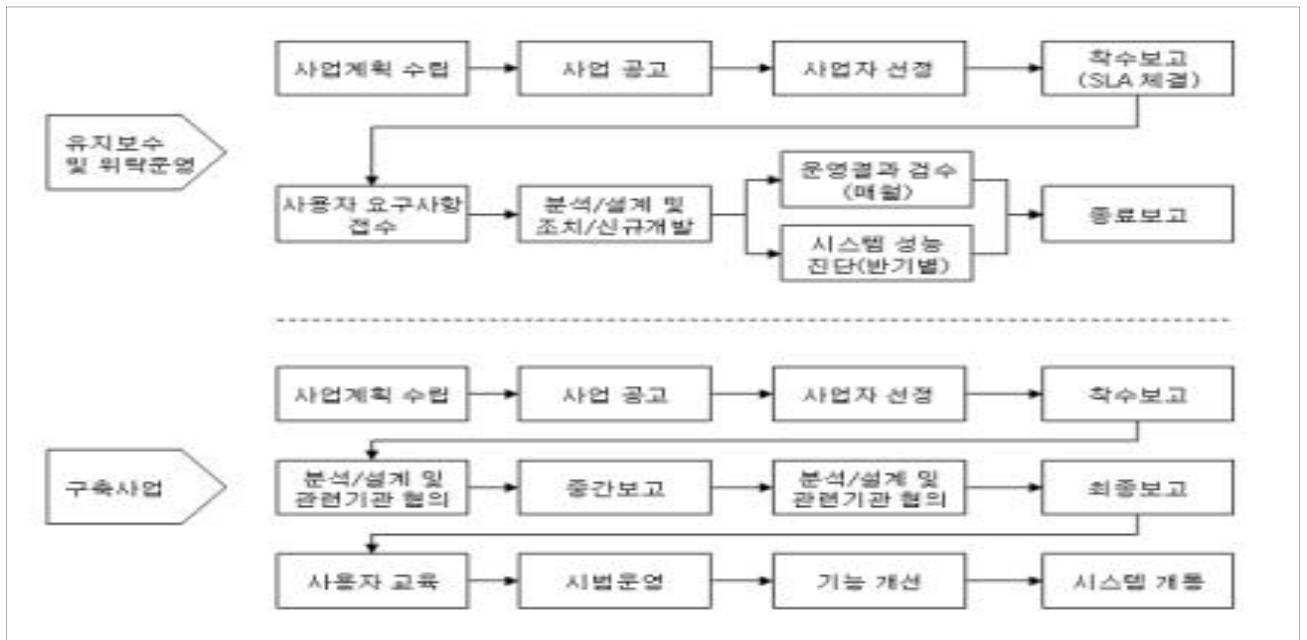 사업계획 수립
사업 공고
사업자 선정
착수보고
(SLA 체결)
유지보수
및 위탁운영
사용자 요구사항
접수
분석/설계 및
조치/신규개발
운영결과 검수
(매월)
시스템 성능
진단(반기별)
종료보고
사업계획 수립
사업 공고
사업자 선정
착수보고
구축사업
분석/설계 및
관련기관 협의
중간보고
분석/설계 및
관련기관 협의
최종보고
사용자 교육
시범운영
기능 개선
시스템 개통